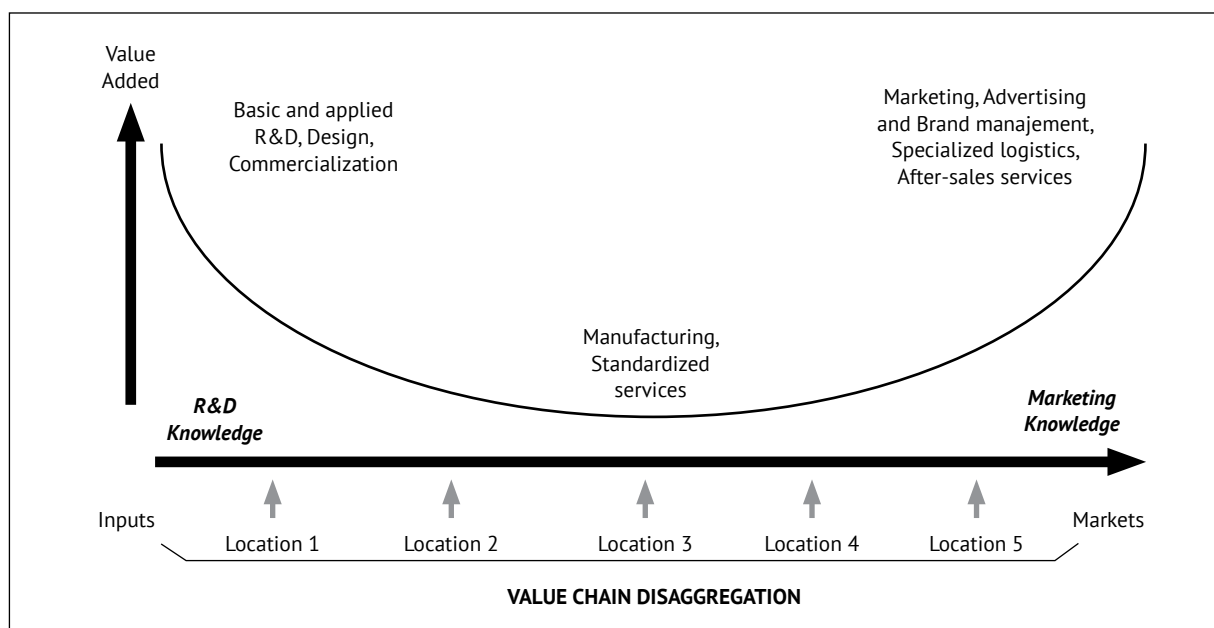 Value
Added
Basic and applied
R&D, Design,
Commercialization
Marketing, Advertising
and Brand manajement,
Specialized logistics,
After-sales services
Manufacturing,
Standardized
services
R&D
Knowledge
Marketing
Knowledge
Inputs
Location 1
Location 2
Location 3
Location 4
Location 5
Markets
VALUE CHAIN DISAGGREGATION